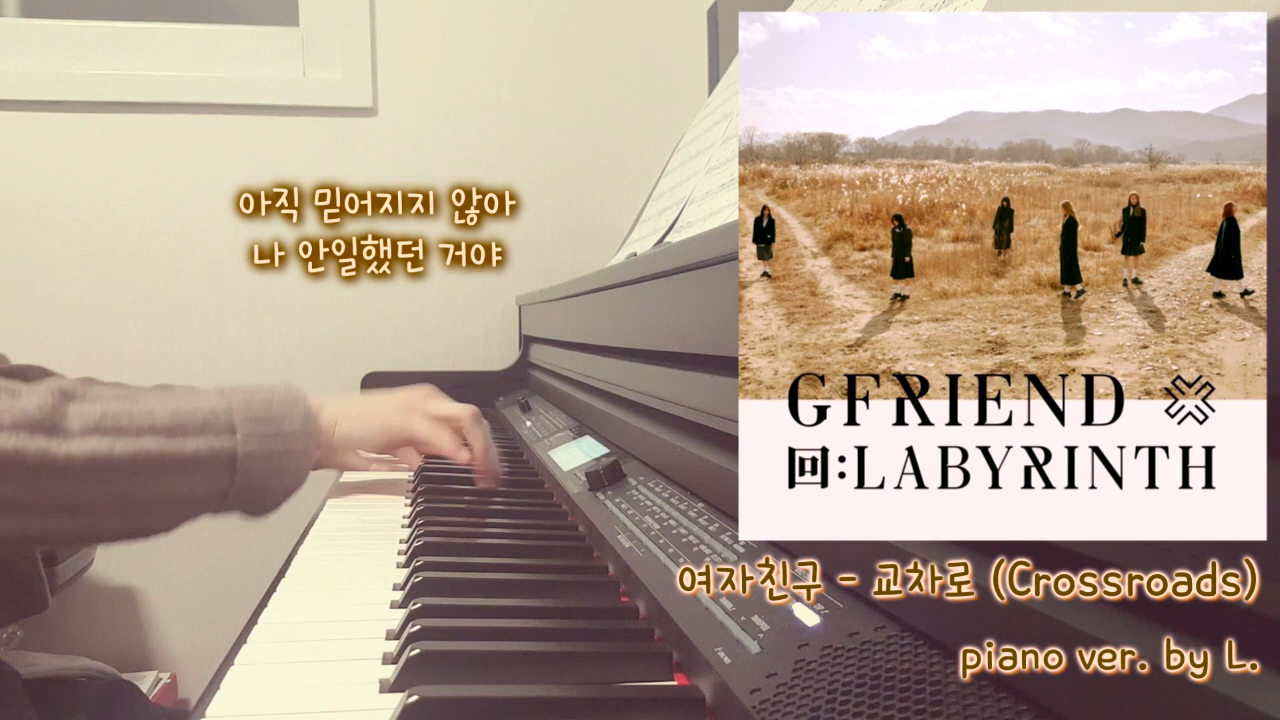 아직 믿어지지 않아
나 안일했던 거야
GFRIEND
回:LABYRINTH
여자친구 - 교차로 (Crossroads)
piano ver. by L.